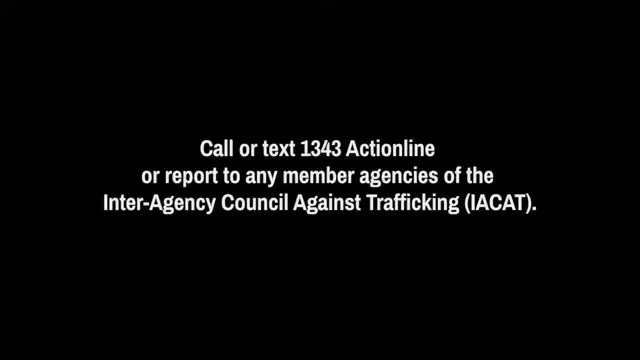 Call or text 1343 Actionline
or report to any member agencies of the
Inter-Agency Council Against Trafficking (IACAT).